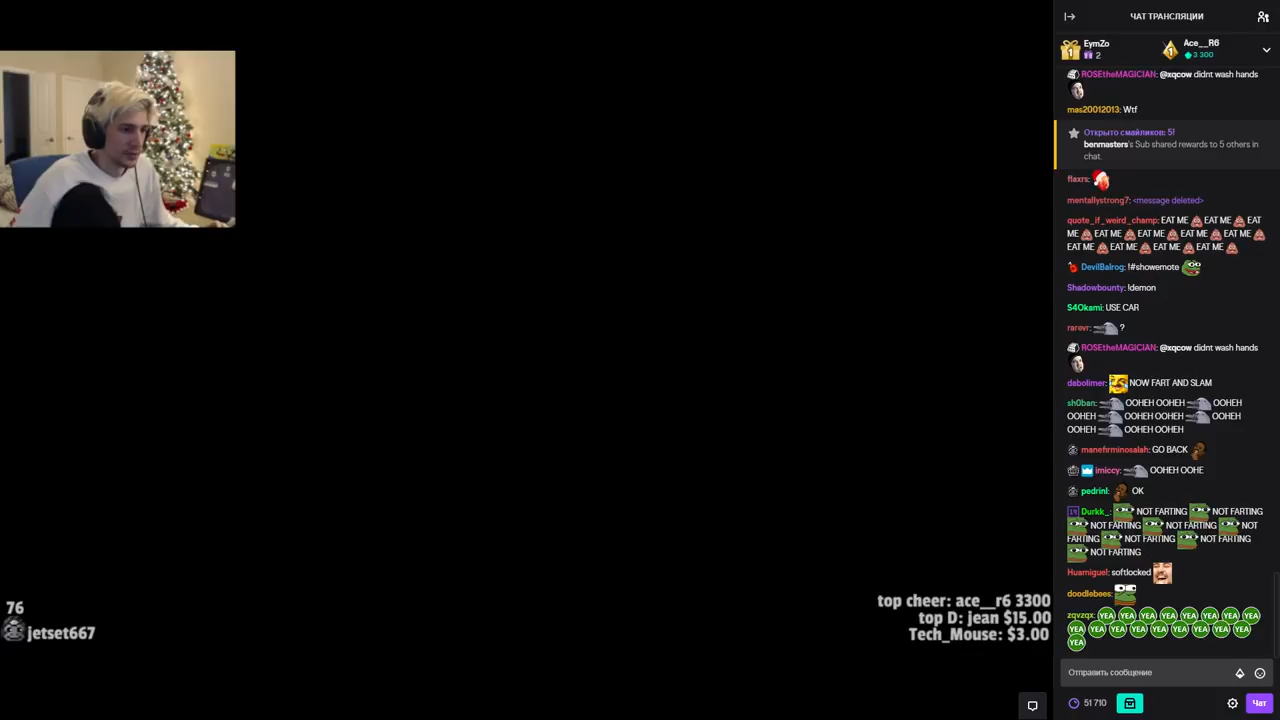 ЧАТ ТРАНСЛЯЦИИ
EymZo
2
Ace__R6
3 300
ROSEtheMAGICIAN: @xqcow didnt wash hands
mas20012013: Wtf
Открыто смайликов: 5!
benmasters's Sub shared rewards to 5 others in
chat.
flaxrs:
mentallystrong7: <message deleted>
quote_if_weird_champ: EAT ME EAT ME EAT
ME EAT ME EAT ME EAT ME EAT ME
EAT ME EAT ME EAT ME EAT ME
DevilBalrog: !#showemote
Shadowbounty: !demon
S4Okami: USE CAR
rarevr: ?
ROSEtheMAGICIAN: @xqcow didnt wash hands
dabolimer: NOW FART AND SLAM
sh0ban: OOHEH OOHEH OOHEH
OOHEH OOHEH OOHEH OOHEH
OOHEH OOHEH OOHEH
manefirminosalah: GO BACK
imiccy: OOHEH OOHE
pedrinl: OK
Durkk_: NOT FARTING NOT FARTING
NOT FARTING NOT FARTING NOT
FARTING NOT FARTING NOT FARTING
NOT FARTING
Huamiguel: softlocked
doodlebees:
zqvzqx: YEA YEA YEA YEA YEA YEA YEA YEA
YEA YEA YEA YEA YEA YEA YEA YEA YEA
YEA
76
jetset667
top cheer: ace__r6 3300
top D: jean $15.00
Tech_Mouse: $3.00
Отправить сообщение
51 710
Чат